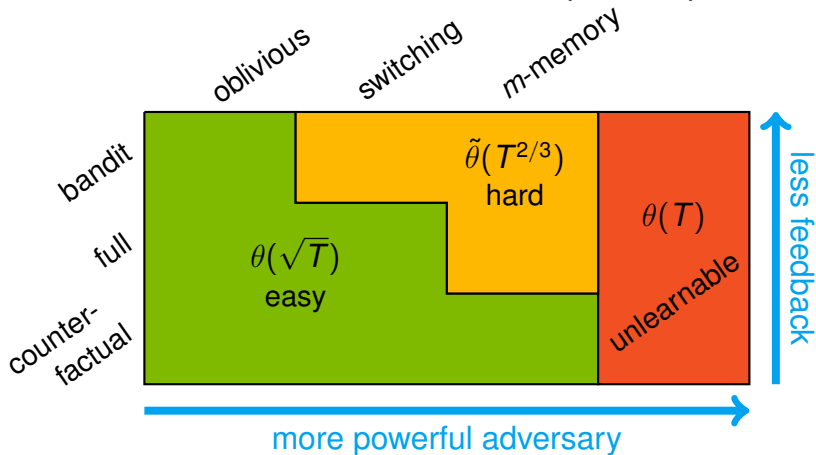 oblivious
switching
m-memory
bandit
full
counter-
factual
θ̃(T^{2/3})
hard
θ(√T)
easy
θ(T)
unlearnable
less feedback
more powerful adversary